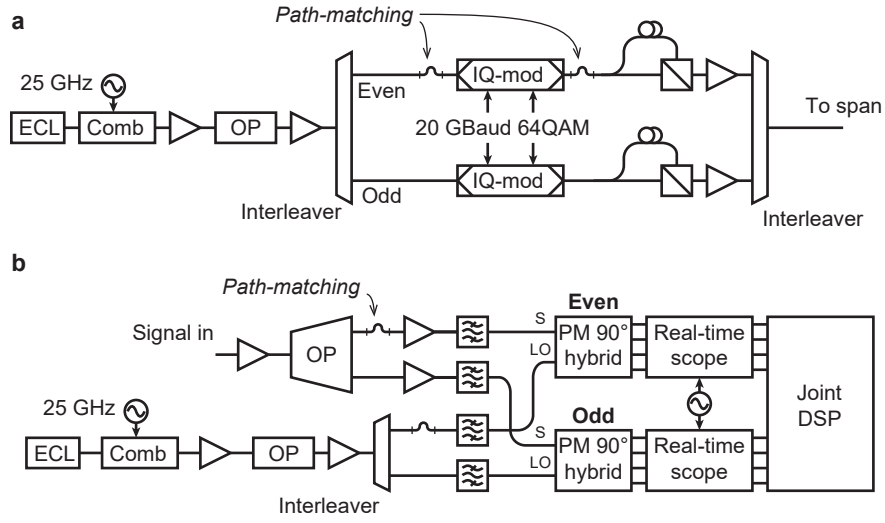 a
Path-matching
25 GHz
ECL
Comb
OP
Even
IQ-mod
20 GBaud 64QAM
To span
Odd
IQ-mod
Interleaver
Interleaver
b
Path-matching
Signal in
OP
S
LO
Even
PM 90°
hybrid
Real-time
scope
Joint
DSP
25 GHz
ECL
Comb
OP
Interleaver
S
LO
Odd
PM 90°
hybrid
Real-time
scope